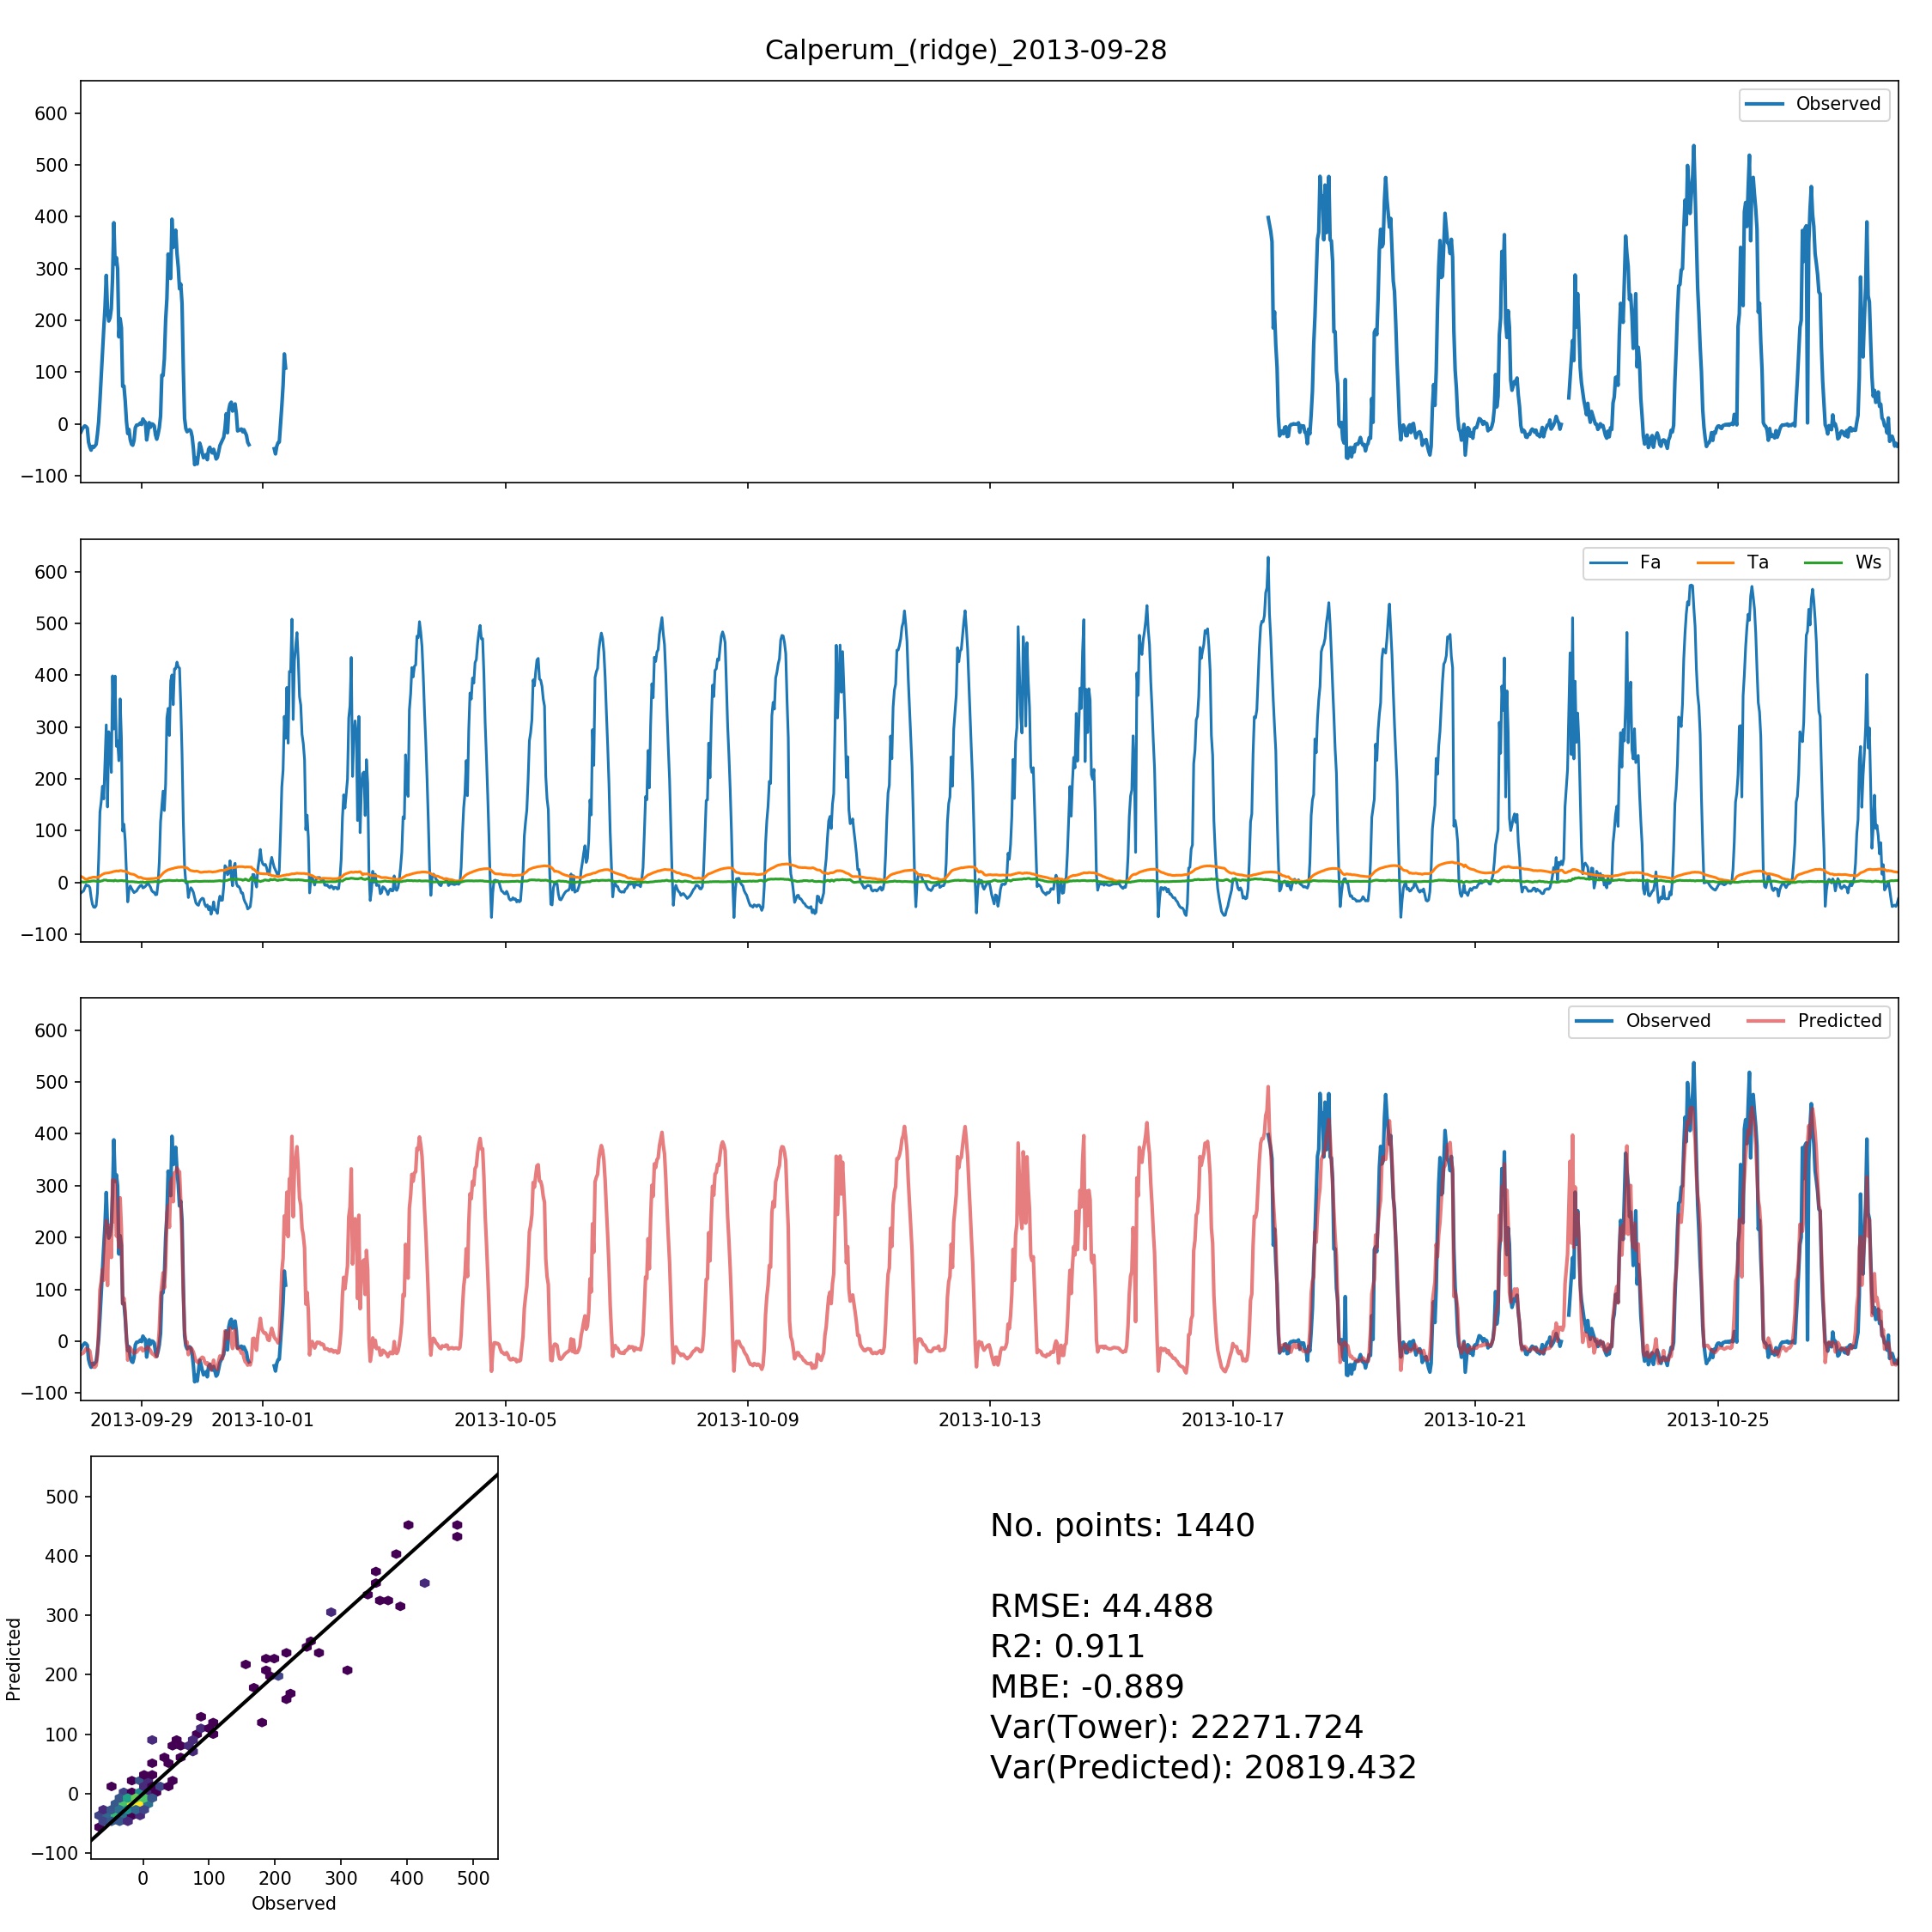 Calperum_(ridge)_2013-09-28
Observed
600
500
400
300
200
100
0
−100
Fa Ta Ws
600
500
400
300
200
100
0
−100
Observed Predicted
600
500
400
300
200
100
0
−100
2013-09-29 2013-10-01 2013-10-05 2013-10-09 2013-10-13 2013-10-17 2013-10-21 2013-10-25
Predicted
500
400
300
200
100
0
−100
0 100 200 300 400 500
Observed
No. points: 1440
RMSE: 44.488
R2: 0.911
MBE: -0.889
Var(Tower): 22271.724
Var(Predicted): 20819.432